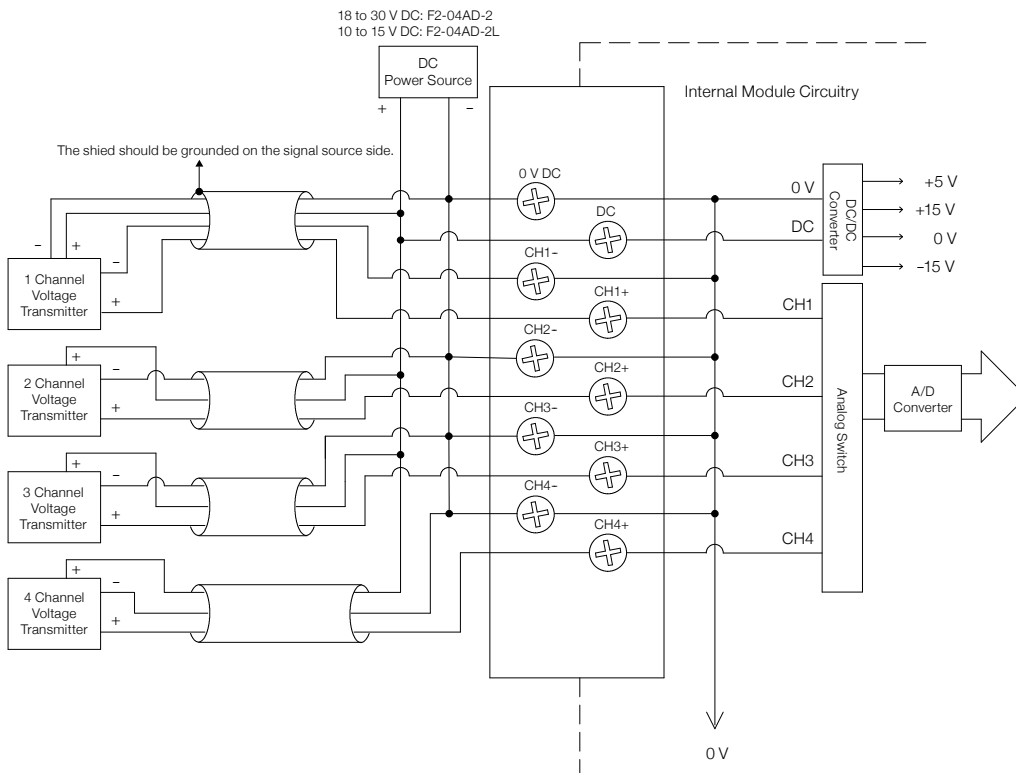 18 to 30 V DC: F2-04AD-2
10 to 15 V DC: F2-04AD-2L
DC
Power Source
+
−
Internal Module Circuitry
The shied should be grounded on the signal source side.
0 V DC
0 V
DC/DC
Converter
+5 V
+15 V
0 V
−15 V
DC
DC
−
+
−
+
1 Channel
Voltage
Transmitter
CH1−
CH1+
CH1
CH2−
+
−
+
2 Channel
Voltage
Transmitter
CH2+
CH2
Analog Switch
A/D
Converter
CH3−
+
−
+
3 Channel
Voltage
Transmitter
CH3+
CH3
CH4−
CH4+
CH4
+
−
+
4 Channel
Voltage
Transmitter
0 V